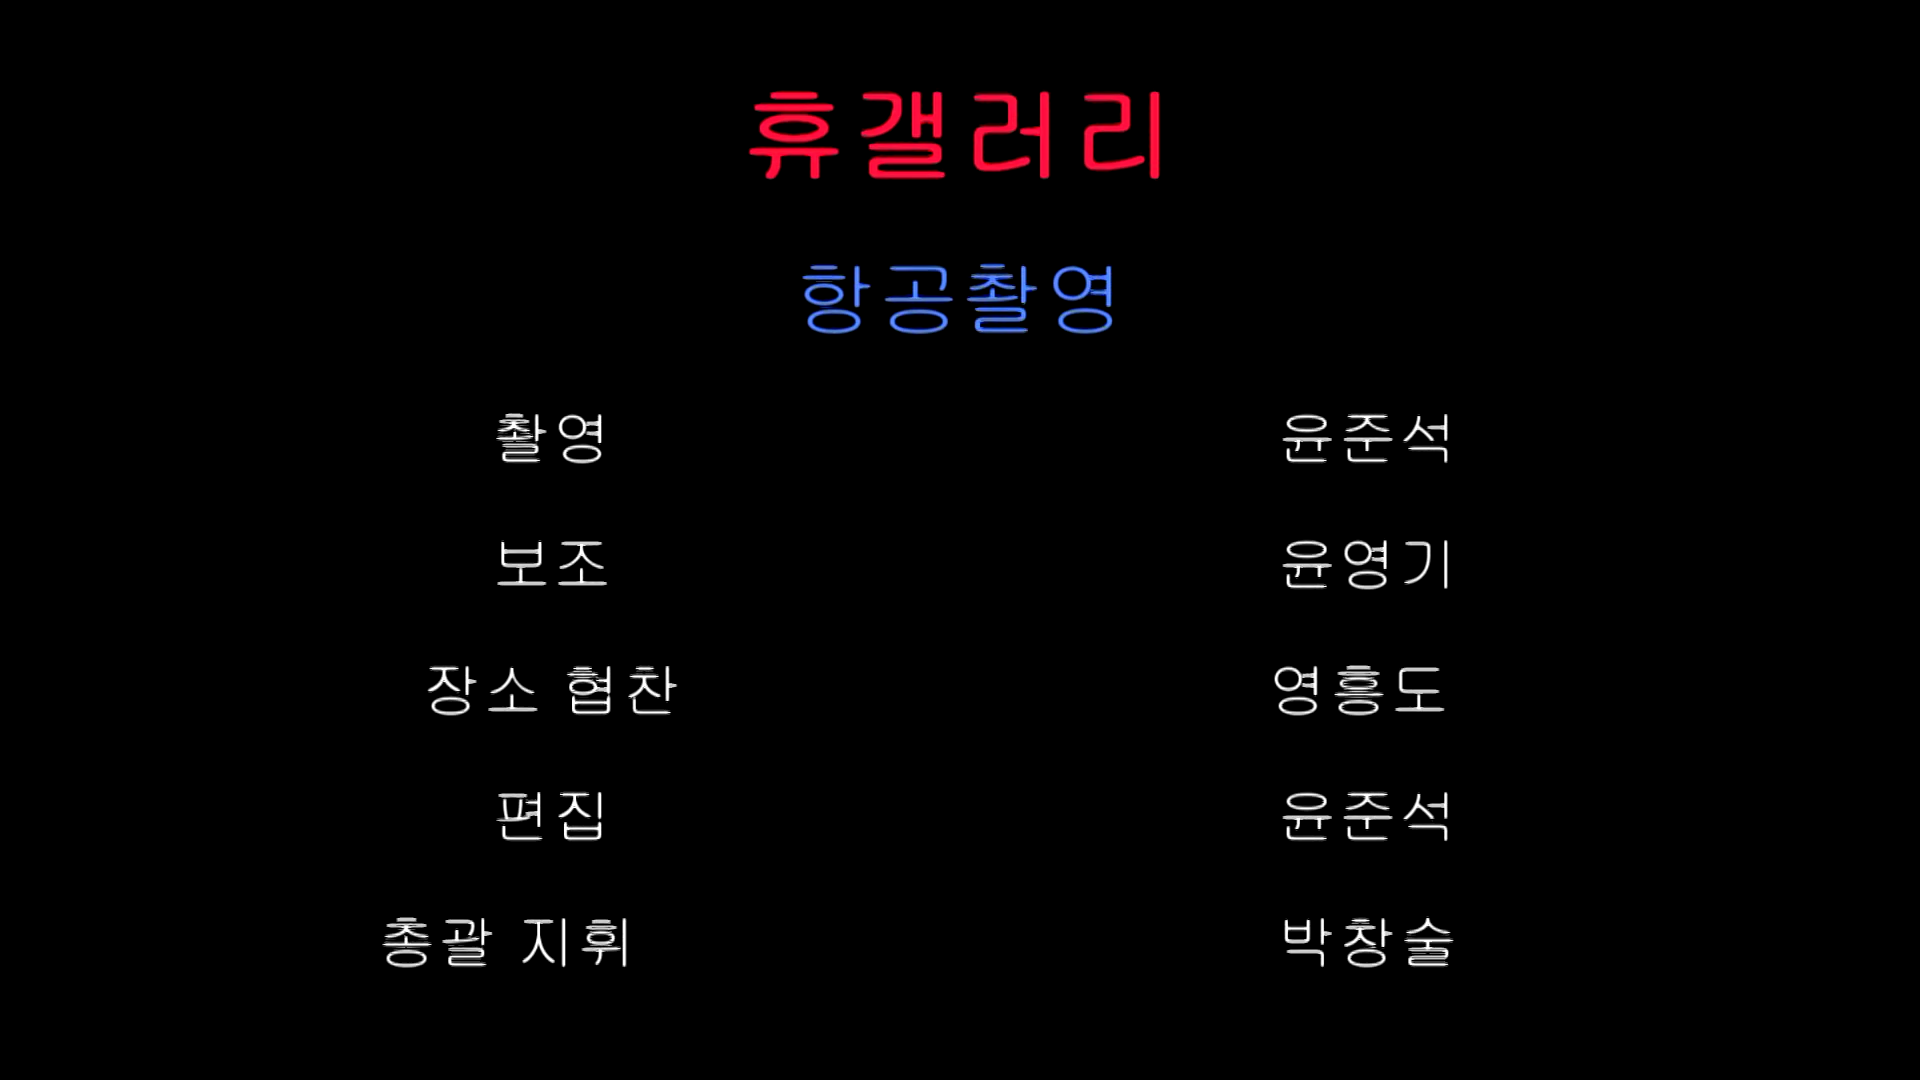 휴갤러리
항공촬영
촬영 윤준석
보조 윤영기
장소 협찬 영흥도
편집 윤준석
총괄 지휘 박창술